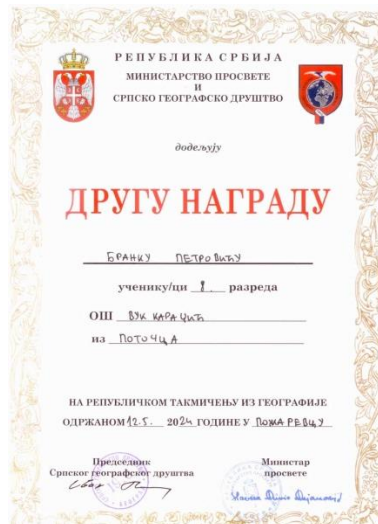 РЕПУБЛИКА СРБИЈА
МИНИСТАРСТВО ПРОСВЕТЕ
И
СРПСКО ГЕОГРАФСКО ДРУШТВО
додељују
ДРУГУ НАГРАДУ
БРАНКУ ПЕТРОВИЋУ
ученику/ци 8. разреда
ОШ ВУК КАРАЏИЋ
из ПОТОЧЦА
НА РЕПУБЛИЧКОМ ТАКМИЧЕЊУ ИЗ ГЕОГРАФИЈЕ
ОДРЖАНОМ 12.5. 2024 ГОДИНЕ У ПОЖАРЕВЦУ
Председник
Српског географског друштва
Министар
просвете